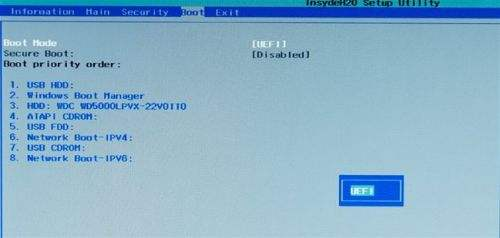 InsydeH20 Setup Utility
Information Main Security Boot Exit
Boot Mode [UEFI]
Secure Boot: [Disabled]
Boot priority order:
1. USB HDD:
2. Windows Boot Manager
3. HDD: WDC WD5000LPVX-22V0TT0
4. ATAPI CDROM:
5. USB FDD:
6. Network Boot-IPV4:
7. USB CDROM:
8. Network Boot-IPV6:
UEFI